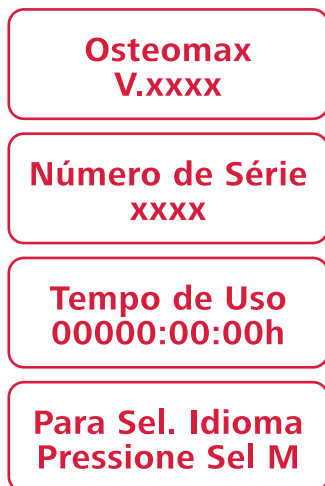 Osteomax
V.xxxx
Número de Série
xxxx
Tempo de Uso
00000:00:00h
Para Sel. Idioma
Pressione Sel M